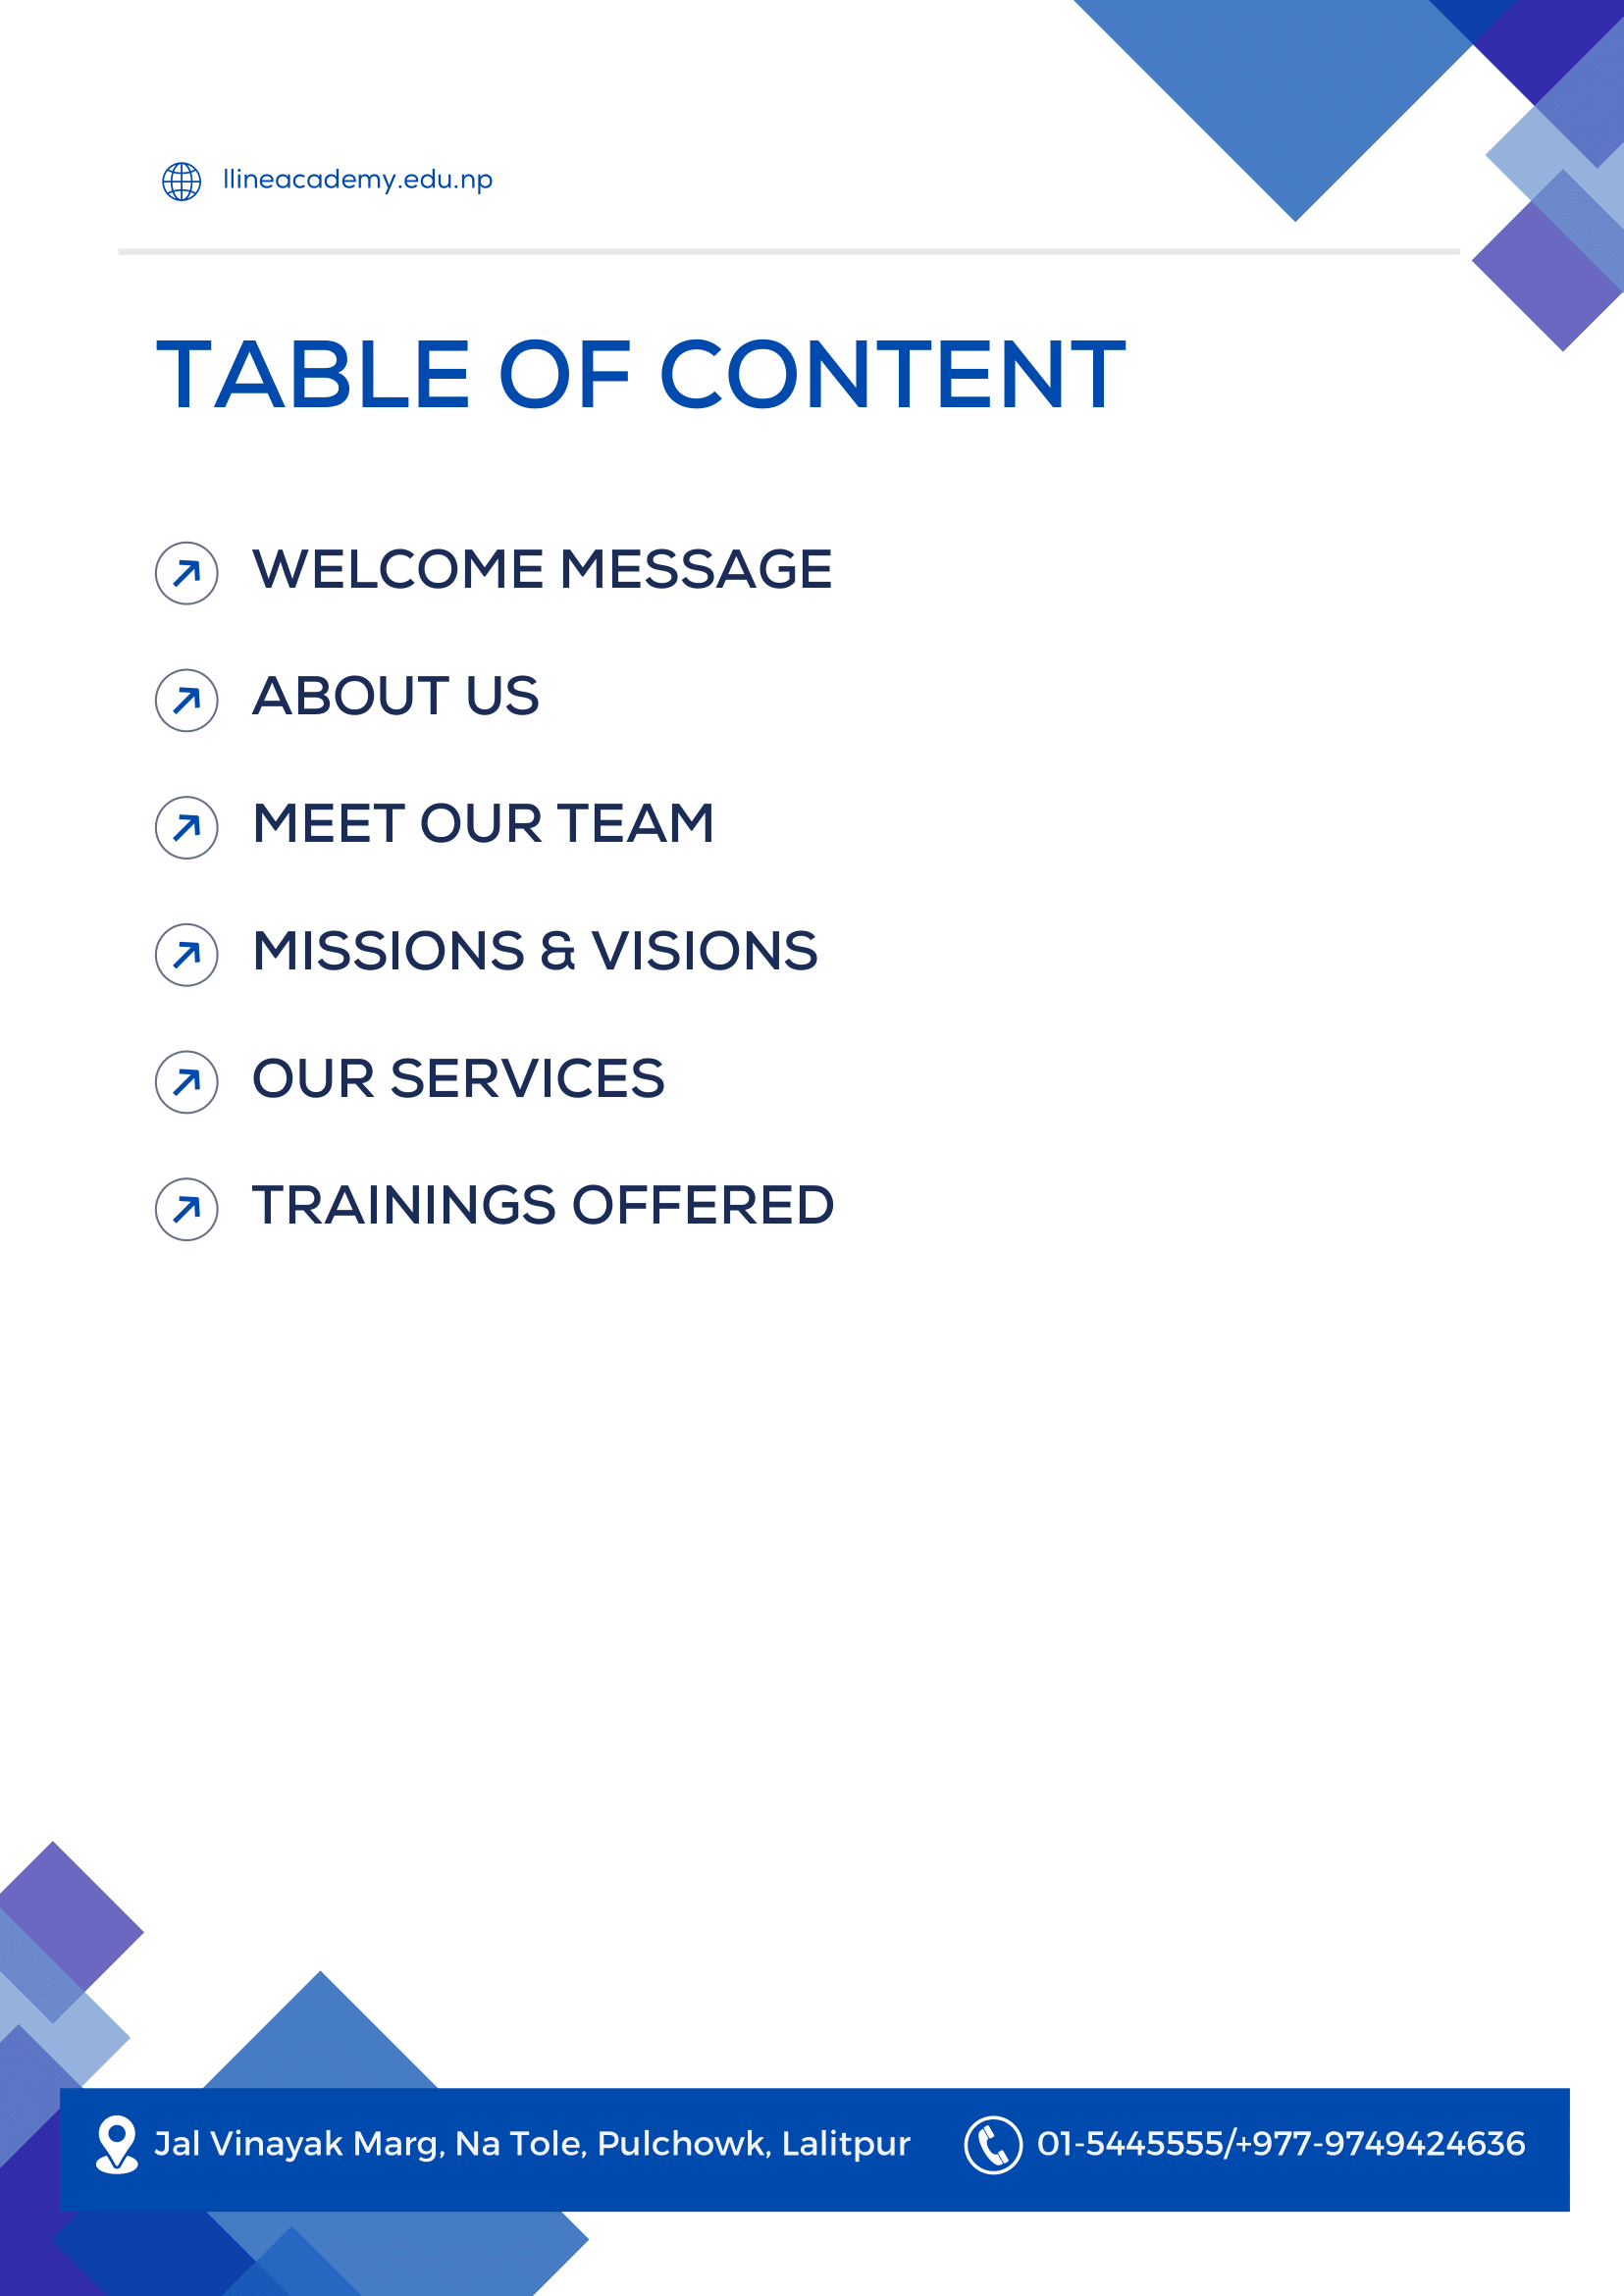 llineacademy.edu.np
TABLE OF CONTENT
WELCOME MESSAGE
ABOUT US
MEET OUR TEAM
MISSIONS & VISIONS
OUR SERVICES
TRAININGS OFFERED
Jal Vinayak Marg, Na Tole, Pulchowk, Lalitpur
01-5445555/+977-9749424636